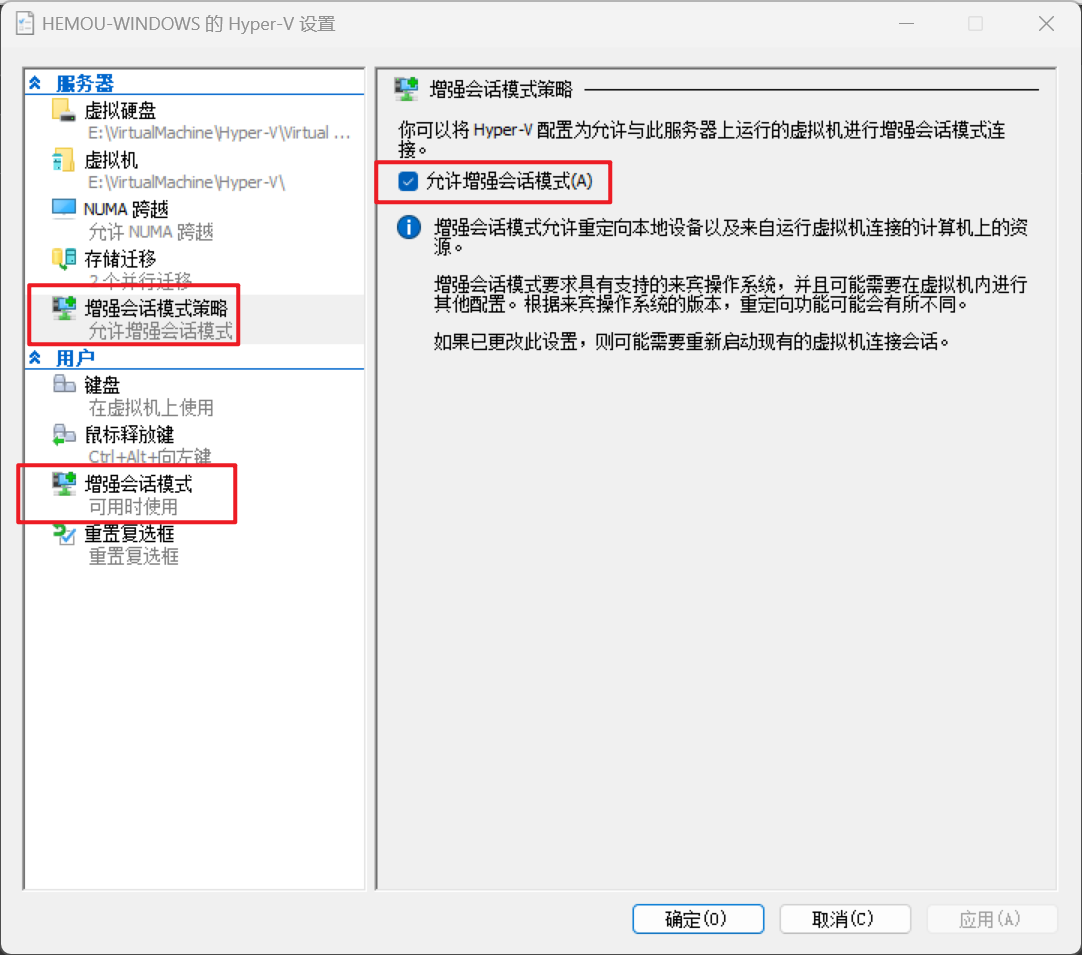 HEMOU-WINDOWS 的 Hyper-V 设置
服务器
虚拟硬盘
E:\VirtualMachine\Hyper-V\Virtual ...
虚拟机
E:\VirtualMachine\Hyper-V\
NUMA 跨越
允许 NUMA 跨越
存储迁移
2 个并行迁移
增强会话模式策略
允许增强会话模式
用户
键盘
在虚拟机上使用
鼠标释放键
Ctrl+Alt+向左键
增强会话模式
可用时使用
重置复选框
重置复选框
增强会话模式策略
你可以将 Hyper-V 配置为允许与此服务器上运行的虚拟机进行增强会话模式连
接。
允许增强会话模式(A)
增强会话模式允许重定向本地设备以及来自运行虚拟机连接的计算机上的资
源。
增强会话模式要求具有支持的来宾操作系统，并且可能需要在虚拟机内进行
其他配置。根据来宾操作系统的版本，重定向功能可能会有所不同。
如果已更改此设置，则可能需要重新启动现有的虚拟机连接会话。
确定(O)
取消(C)
应用(A)